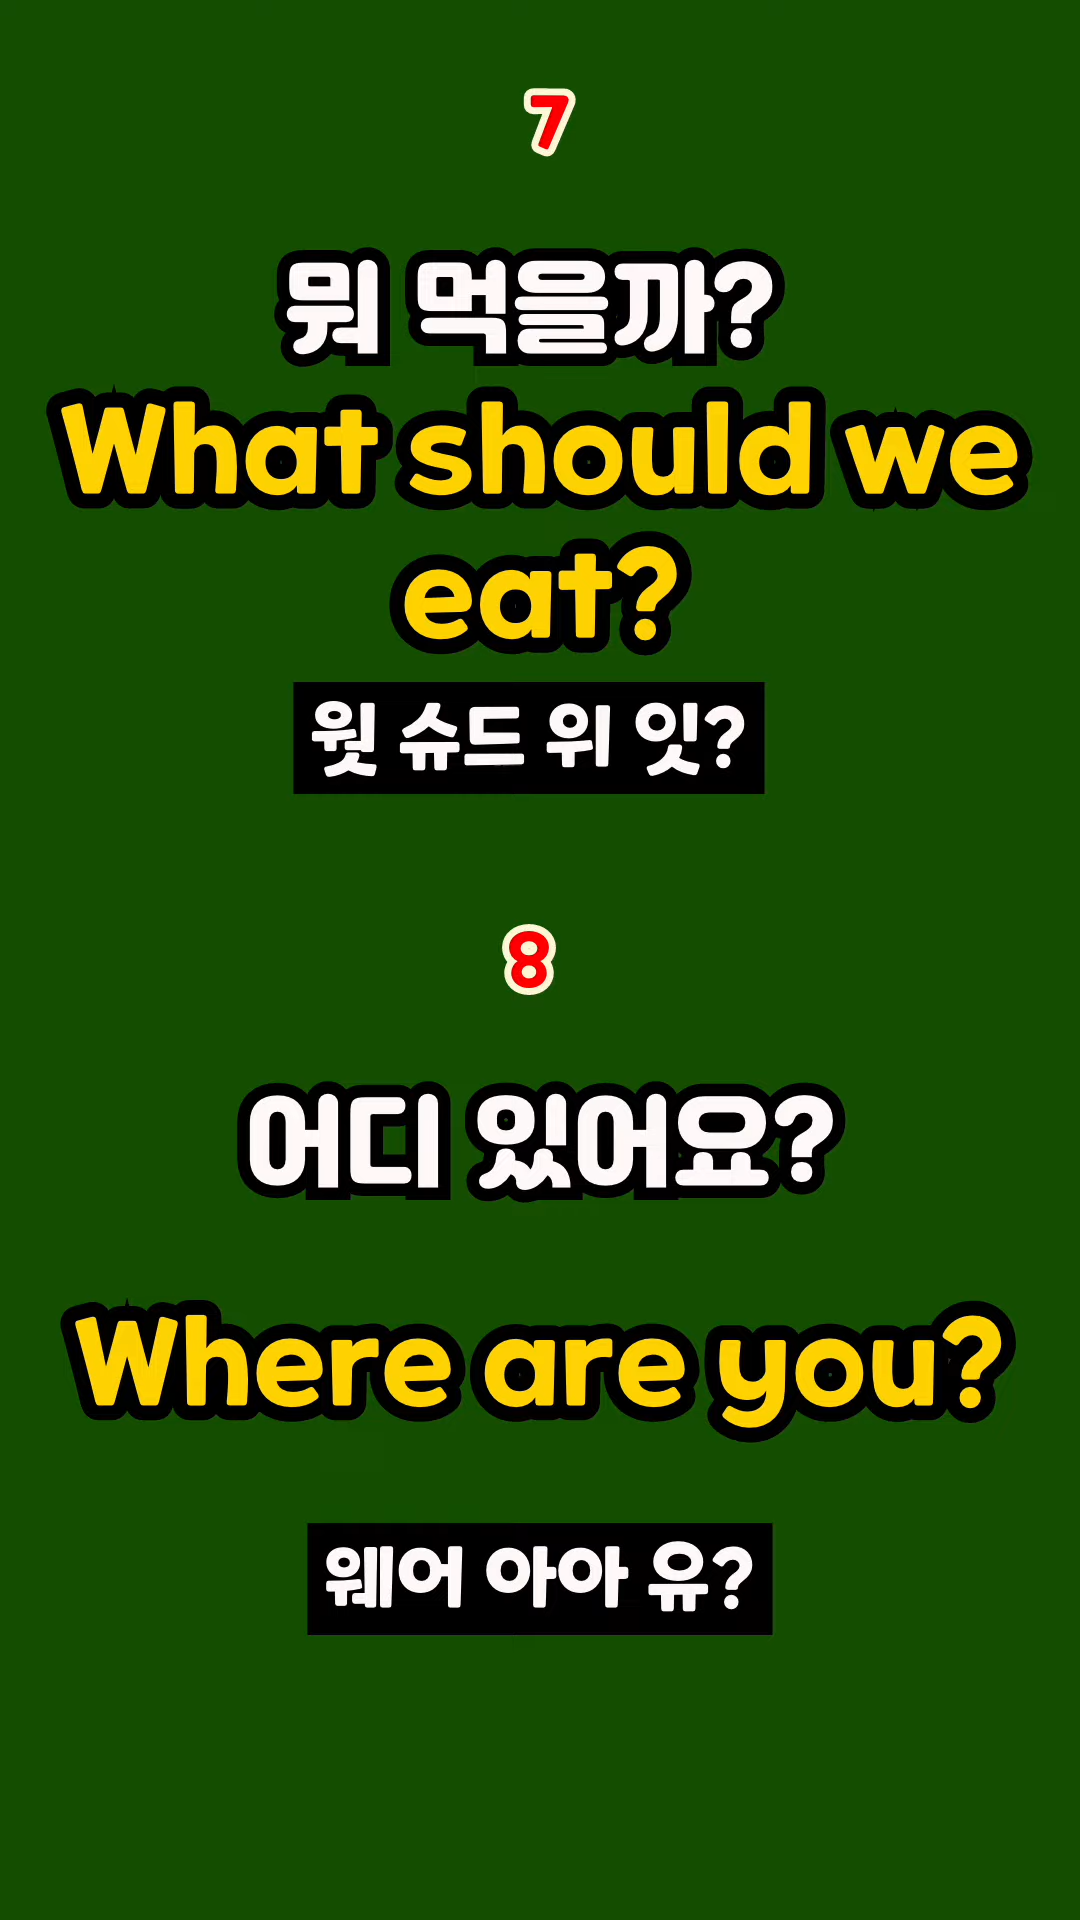 7
뭐 먹을까?
What should we
eat?
웟 슈드 위 잇?
8
어디 있어요?
Where are you?
웨어 아아 유?